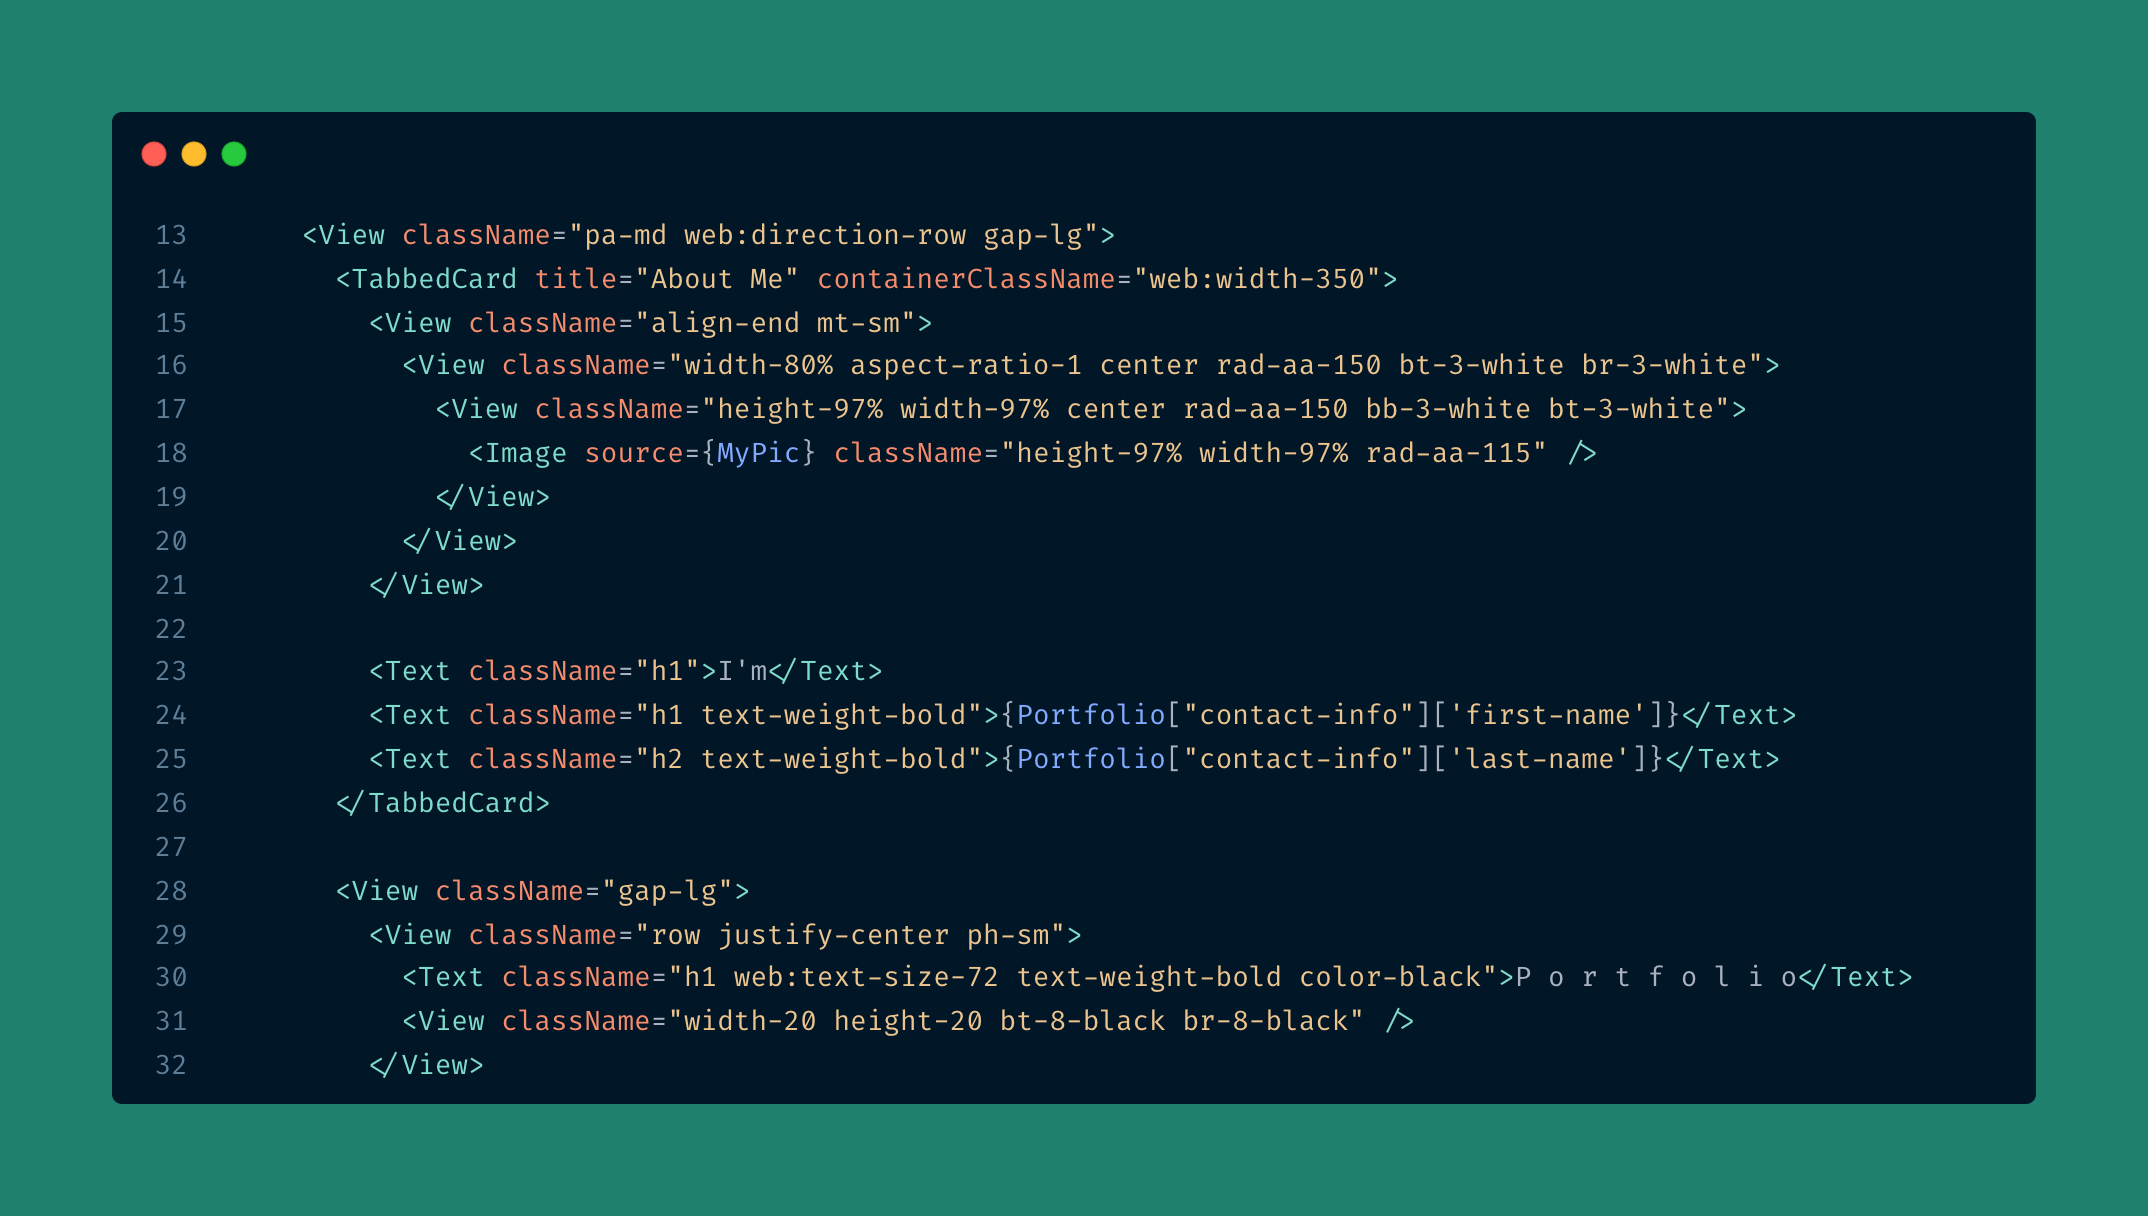 13 <View className="pa-md web:direction-row gap-lg">
14 <TabbedCard title="About Me" containerClassName="web:width-350">
15 <View className="align-end mt-sm">
16 <View className="width-80% aspect-ratio-1 center rad-aa-150 bt-3-white br-3-white">
17 <View className="height-97% width-97% center rad-aa-150 bb-3-white bt-3-white">
18 <Image source={MyPic} className="height-97% width-97% rad-aa-115" />
19 </View>
20 </View>
21 </View>
22
23 <Text className="h1">I'm</Text>
24 <Text className="h1 text-weight-bold">{Portfolio["contact-info"]['first-name']}</Text>
25 <Text className="h2 text-weight-bold">{Portfolio["contact-info"]['last-name']}</Text>
26 </TabbedCard>
27
28 <View className="gap-lg">
29 <View className="row justify-center ph-sm">
30 <Text className="h1 web:text-size-72 text-weight-bold color-black">P o r t f o l i o</Text>
31 <View className="width-20 height-20 bt-8-black br-8-black" />
32 </View>